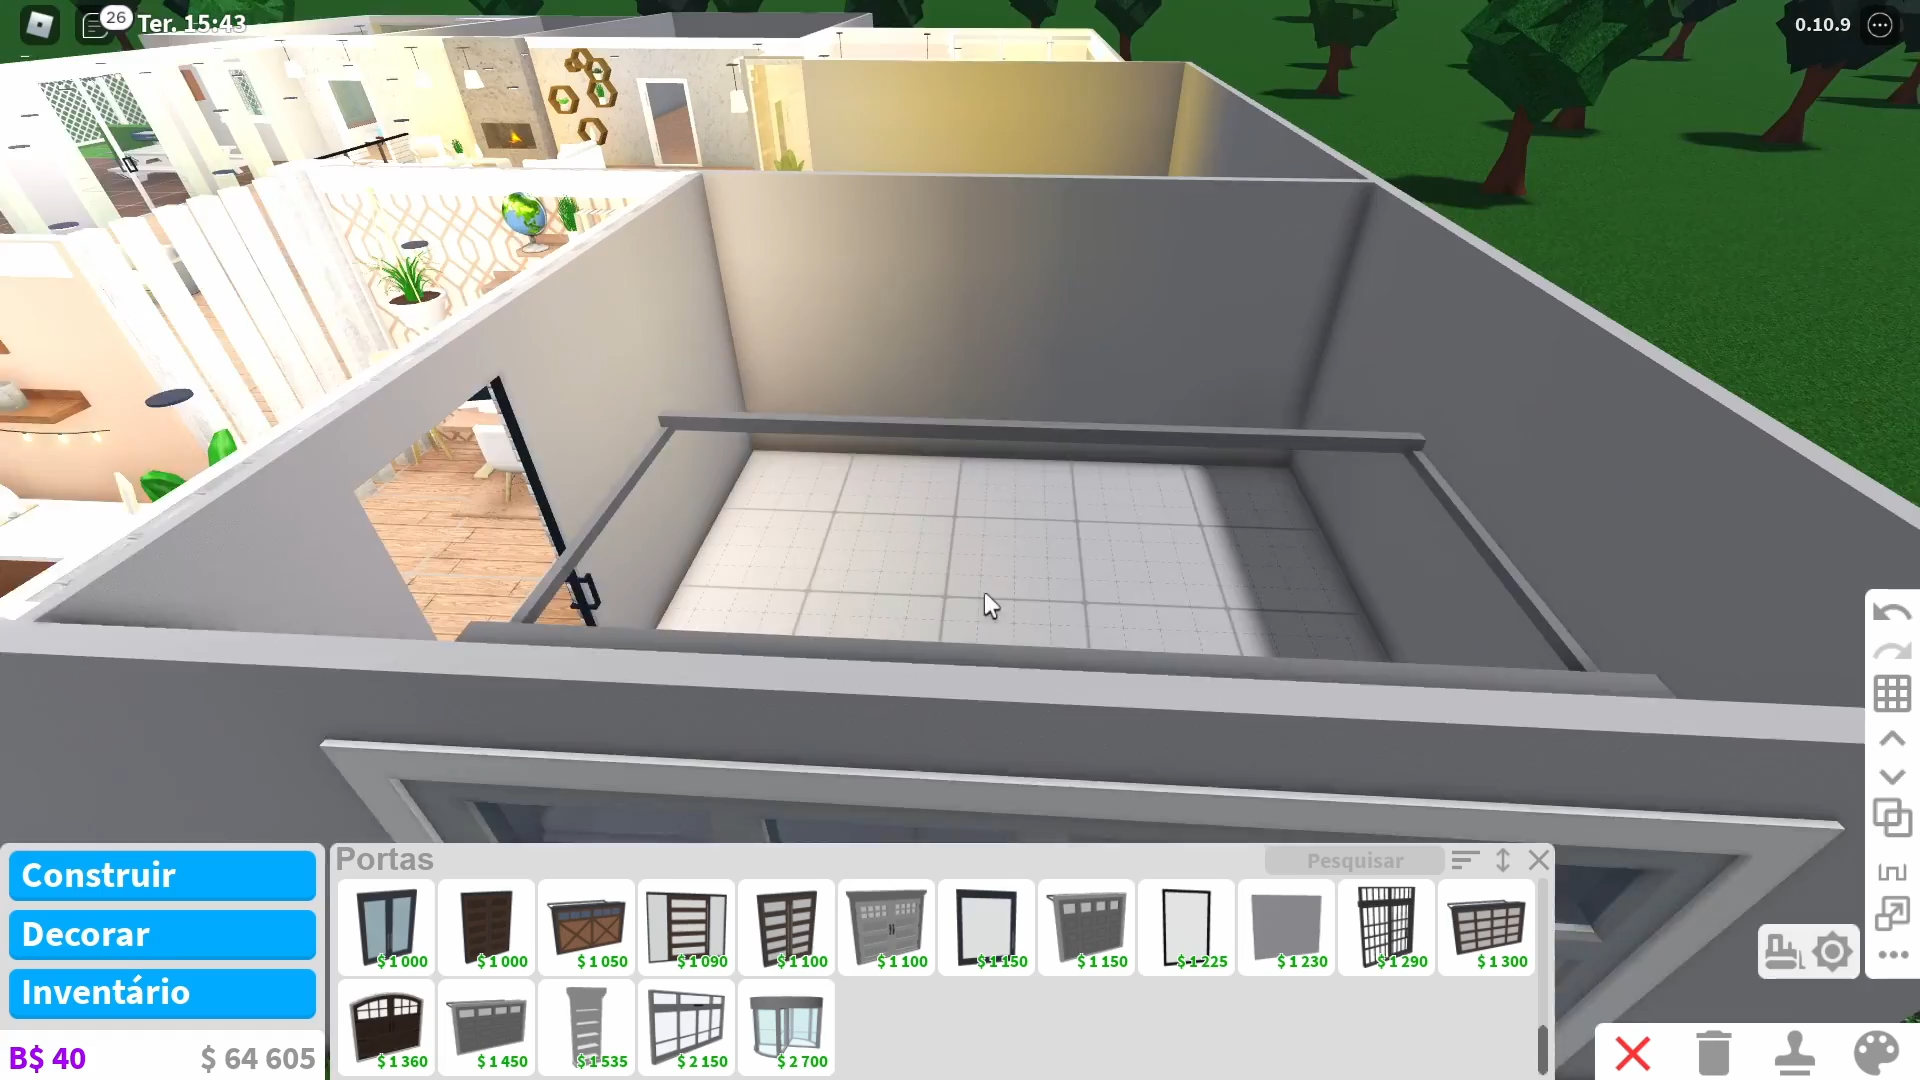 26
Ter. 15:43
0.10.9
Construir
Decorar
Inventário
B$ 40
$ 64 605
Portas
Pesquisar
$ 1 000
$ 1 000
$ 1 050
$ 1 090
$ 1 100
$ 1 100
$ 1 150
$ 1 150
$ 1 225
$ 1 230
$ 1 290
$ 1 300
$ 1 360
$ 1 450
$ 1 535
$ 2 150
$ 2 700